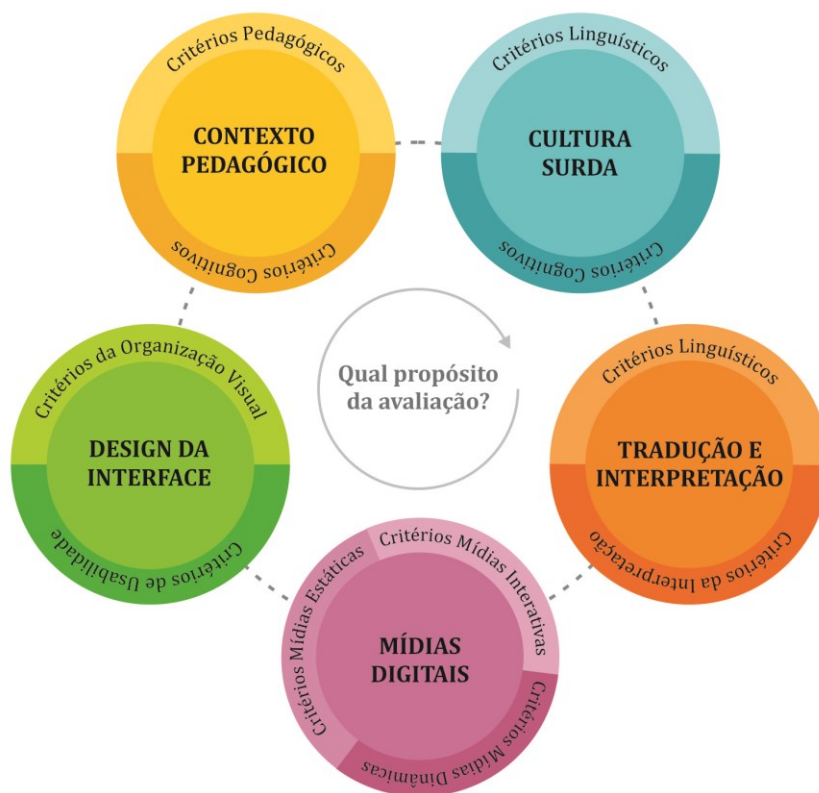 Critérios Pedagógicos
CONTEXTO
PEDAGÓGICO
Critérios Cognitivos
Critérios Linguísticos
CULTURA
SURDA
Critérios Cognitivos
Qual propósito
da avaliação?
Critérios da Organização Visual
DESIGN DA
INTERFACE
Critérios de Usabilidade
Critérios Linguísticos
TRADUÇÃO E
INTERPRETAÇÃO
Critérios da Interpretação
Critérios Mídias Estáticas
Critérios Mídias Interativas
MÍDIAS
DIGITAIS
Critérios Mídias Dinâmicas